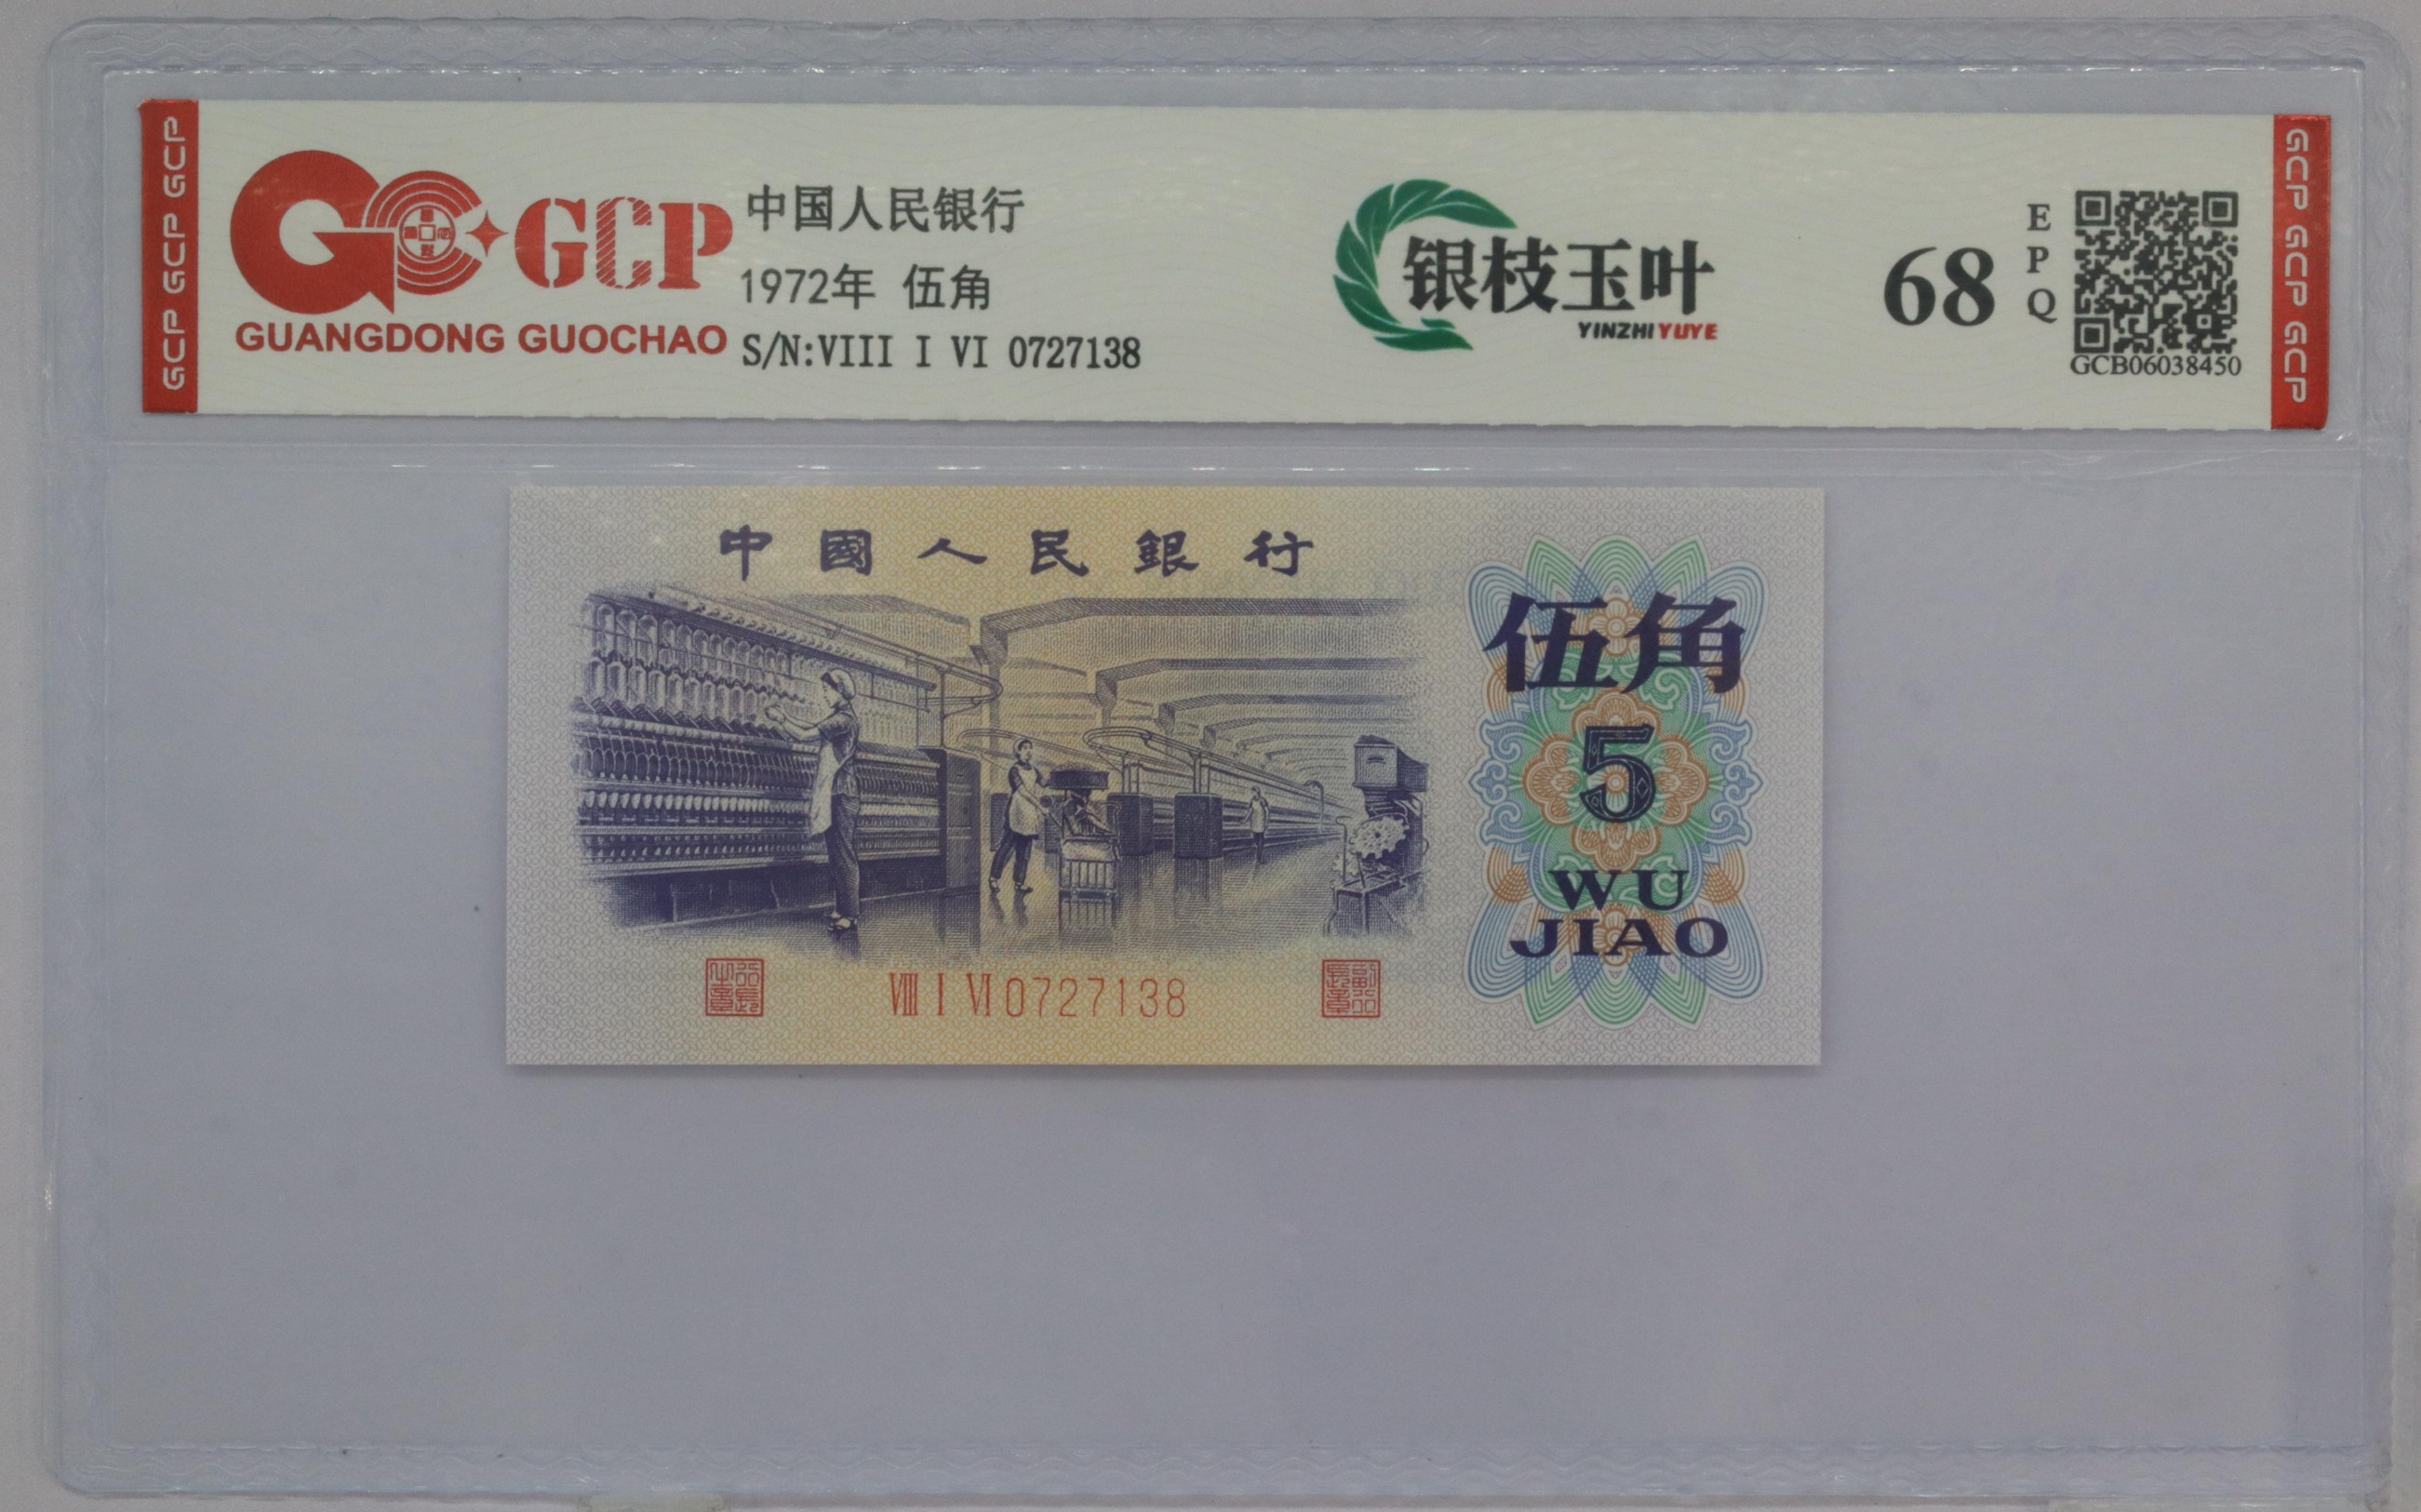 GCP GCP GCP
GCP
GUANGDONG GUOCHAO
中国人民银行
1972年 伍角
S/N:VIII I VI 0727138
银枝玉叶
YINZHIYUYE
68
EPQ
GCB06038450
GCP GCP GCP
中國人民銀行
伍角
5
WU
JIAO
VIII I VI 0727138